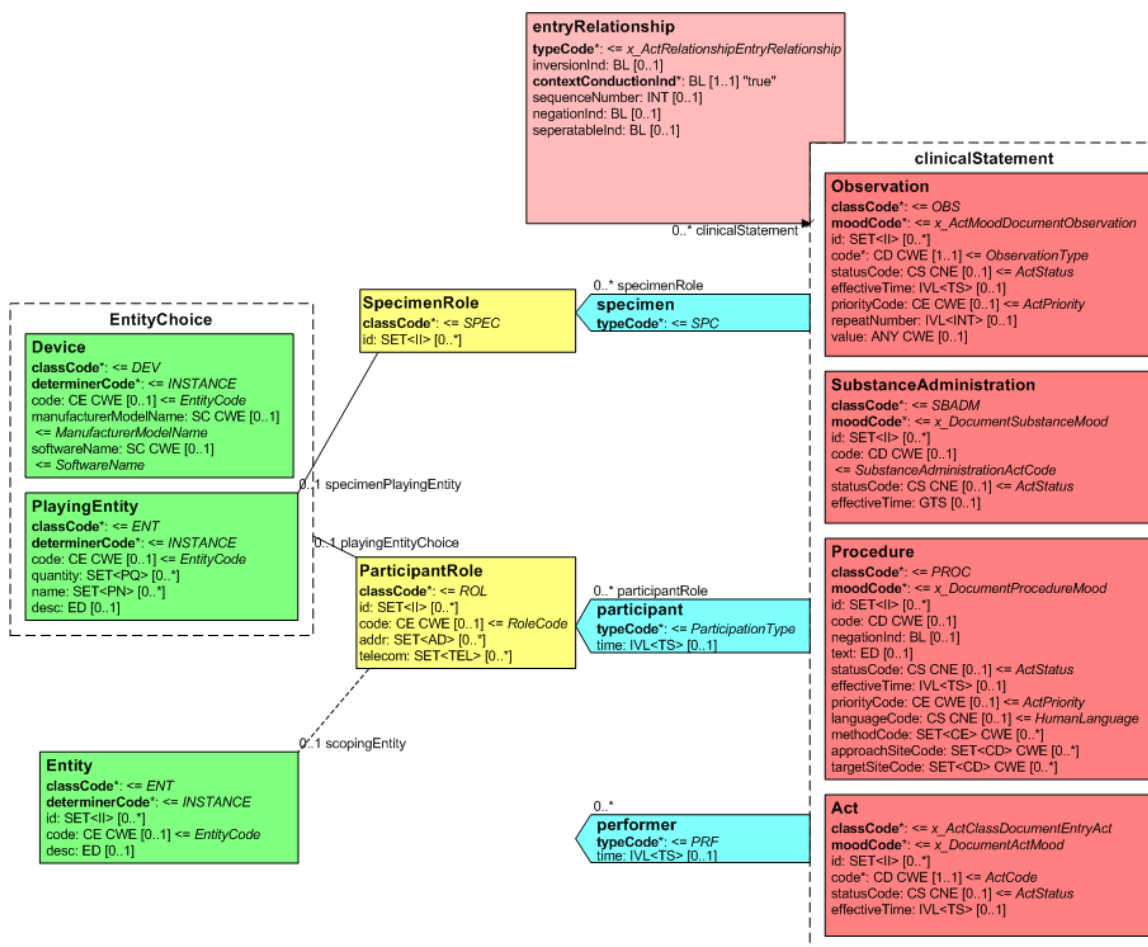 entryRelationship
typeCode*: <= x_ActRelationshipEntryRelationship
inversionInd: BL [0..1]
contextConductionInd*: BL [1..1] "true"
sequenceNumber: INT [0..1]
negationInd: BL [0..1]
seperatableInd: BL [0..1]
0..* clinicalStatement
clinicalStatement
Observation
classCode*: <= OBS
moodCode*: <= x_ActMoodDocumentObservation
id: SET<II> [0..*]
code*: CD CWE [1..1] <= ObservationType
statusCode: CS CNE [0..1] <= ActStatus
effectiveTime: IVL<TS> [0..1]
priorityCode: CE CWE [0..1] <= ActPriority
repeatNumber: IVL<INT> [0..1]
value: ANY CWE [0..1]
SubstanceAdministration
classCode*: <= SBADM
moodCode*: <= x_DocumentSubstanceMood
id: SET<II> [0..*]
code: CD CWE [0..1]
<= SubstanceAdministrationActCode
statusCode: CS CNE [0..1] <= ActStatus
effectiveTime: GTS [0..1]
Procedure
classCode*: <= PROC
moodCode*: <= x_DocumentProcedureMood
id: SET<II> [0..*]
code: CD CWE [0..1]
negationInd: BL [0..1]
text: ED [0..1]
statusCode: CS CNE [0..1] <= ActStatus
effectiveTime: IVL<TS> [0..1]
priorityCode: CE CWE [0..1] <= ActPriority
languageCode: CS CNE [0..1] <= HumanLanguage
methodCode: SET<CE> CWE [0..*]
approachSiteCode: SET<CD> CWE [0..*]
targetSiteCode: SET<CD> CWE [0..*]
Act
classCode*: <= x_ActClassDocumentEntryAct
moodCode*: <= x_DocumentActMood
id: SET<II> [0..*]
code*: CD CWE [1..1] <= ActCode
statusCode: CS CNE [0..1] <= ActStatus
effectiveTime: IVL<TS> [0..1]
0..* specimenRole
specimen
typeCode*: <= SPC
SpecimenRole
classCode*: <= SPEC
id: SET<II> [0..*]
EntityChoice
Device
classCode*: <= DEV
determinerCode*: <= INSTANCE
code: CE CWE [0..1] <= EntityCode
manufacturerModelName: SC CWE [0..1]
<= ManufacturerModelName
softwareName: SC CWE [0..1]
<= SoftwareName
0..1 specimenPlayingEntity
PlayingEntity
classCode*: <= ENT
determinerCode*: <= INSTANCE
code: CE CWE [0..1] <= EntityCode
quantity: SET<PQ> [0..*]
name: SET<PN> [0..*]
desc: ED [0..1]
0..1 playingEntityChoice
ParticipantRole
classCode*: <= ROL
id: SET<II> [0..*]
code: CE CWE [0..1] <= RoleCode
addr: SET<AD> [0..*]
telecom: SET<TEL> [0..*]
0..* participantRole
participant
typeCode*: <= ParticipationType
time: IVL<TS> [0..1]
0..1 scopingEntity
Entity
classCode*: <= ENT
determinerCode*: <= INSTANCE
id: SET<II> [0..*]
code: CE CWE [0..1] <= EntityCode
desc: ED [0..1]
0..*
performer
typeCode*: <= PRF
time: IVL<TS> [0..1]